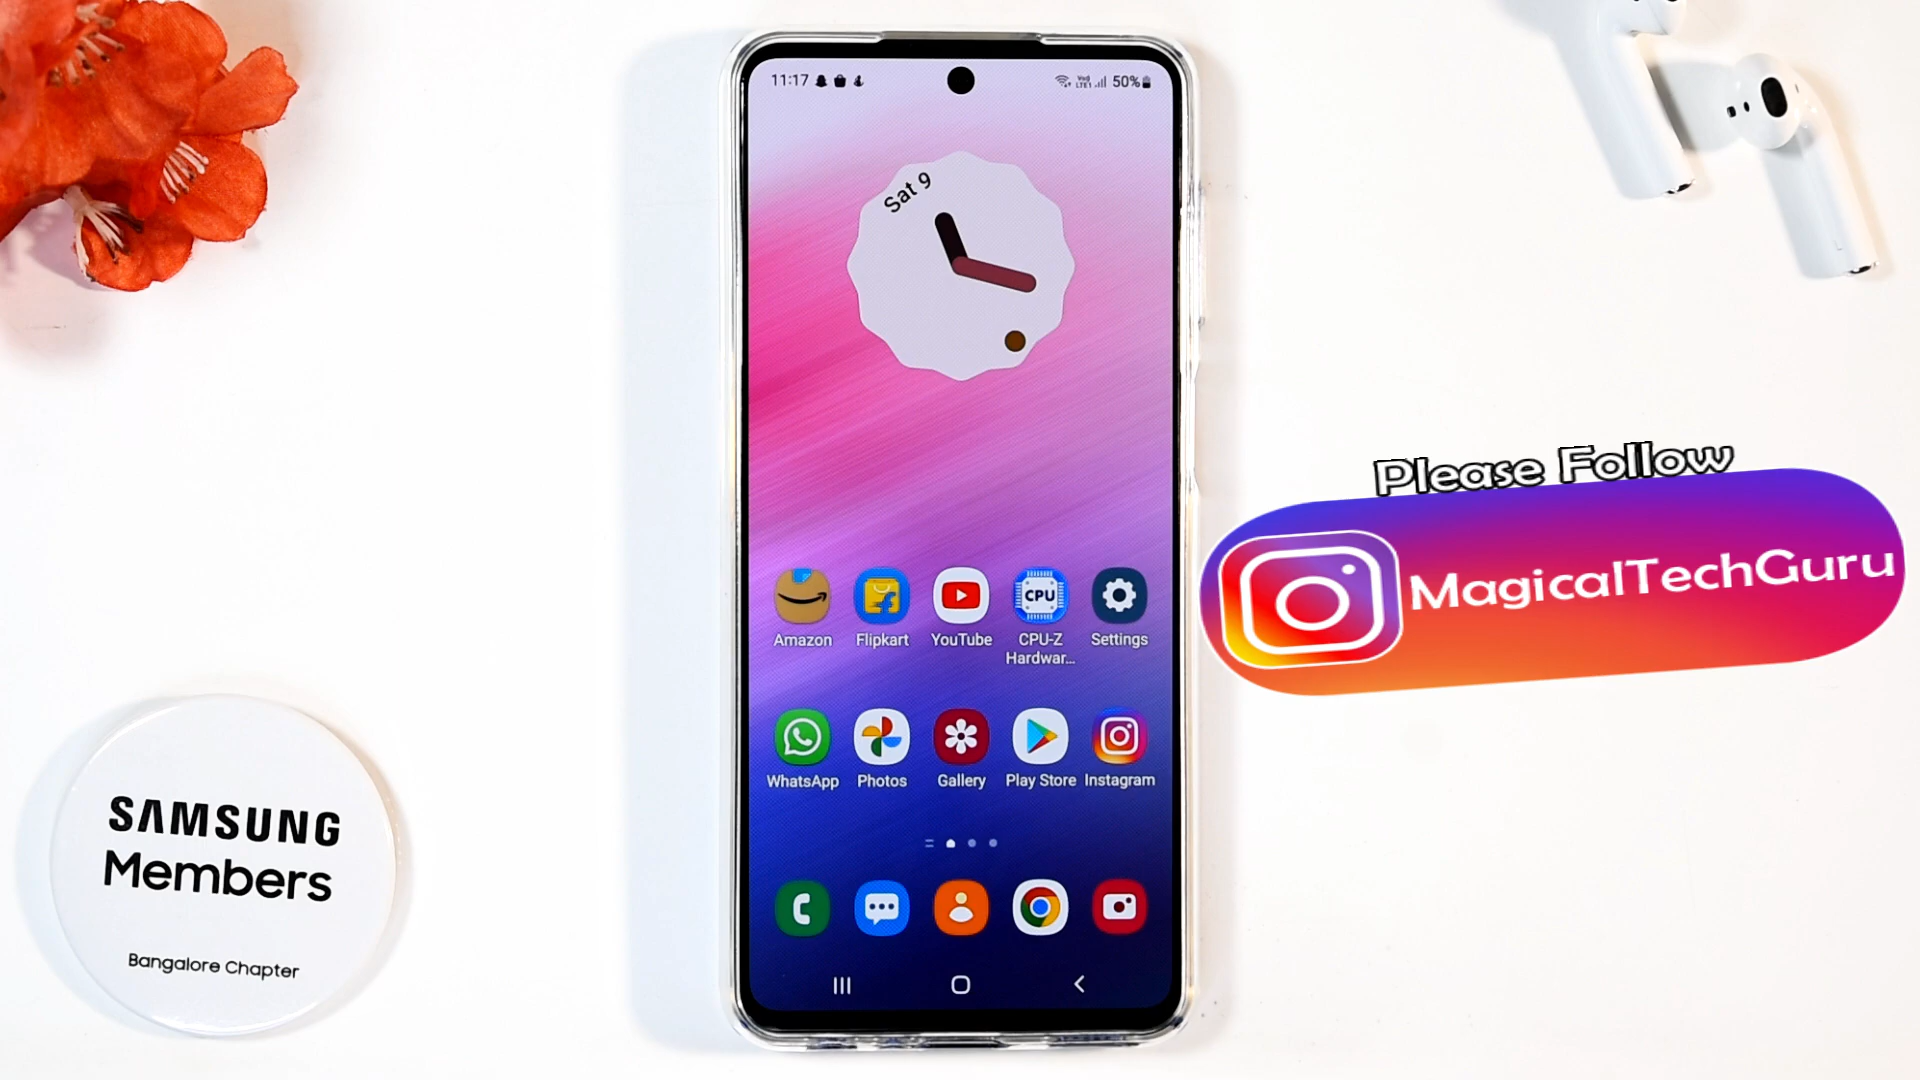 11:17
50%
Sat 9
Amazon
Flipkart
YouTube
CPU
CPU-Z
Hardwar...
Settings
WhatsApp
Photos
Gallery
Play Store
Instagram
Please Follow
MagicalTechGuru
SAMSUNG
Members
Bangalore Chapter